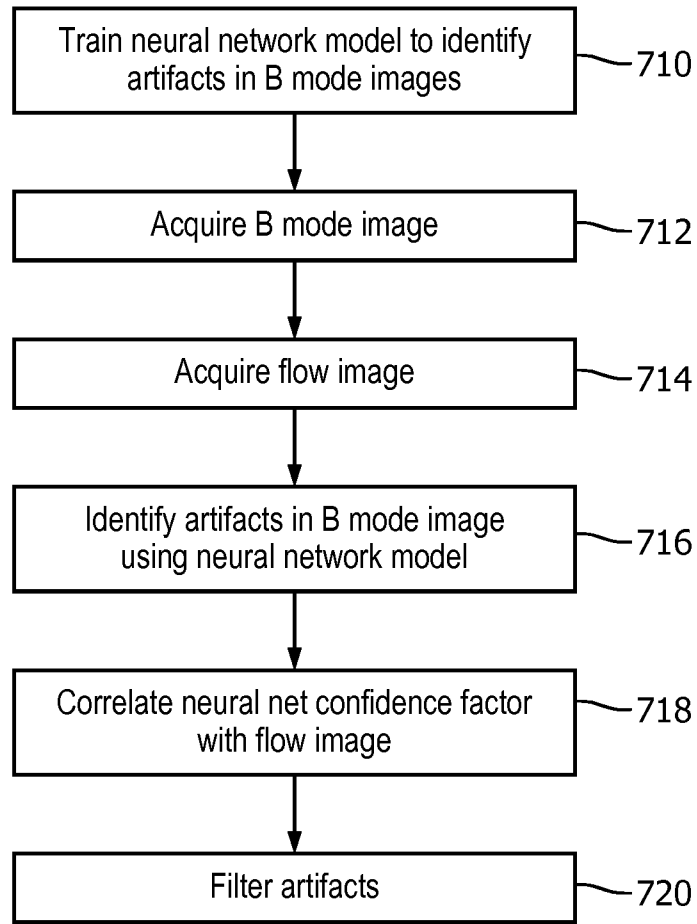 Train neural network model to identify
artifacts in B mode images
710
Acquire B mode image
712
Acquire flow image
714
Identify artifacts in B mode image
using neural network model
716
Correlate neural net confidence factor
with flow image
718
Filter artifacts
720